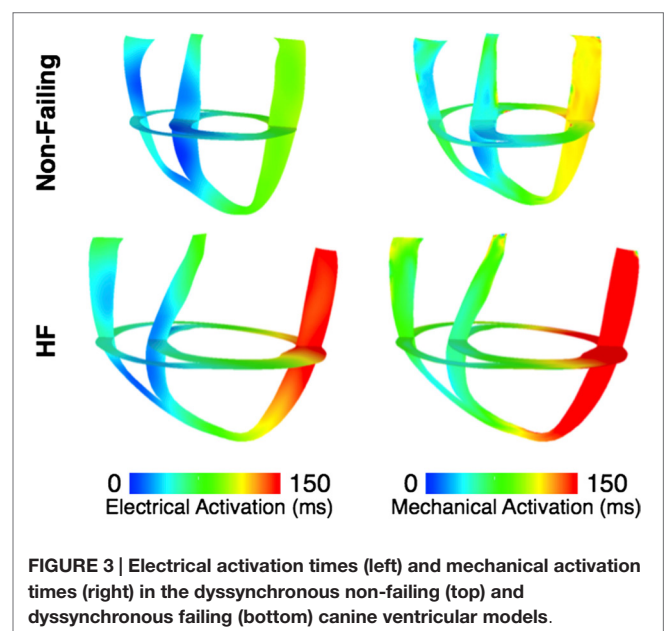 Non-Failing
HF
0 150
Electrical Activation (ms)
0 150
Mechanical Activation (ms)
FIGURE 3 | Electrical activation times (left) and mechanical activation
times (right) in the dyssynchronous non-failing (top) and
dyssynchronous failing (bottom) canine ventricular models.